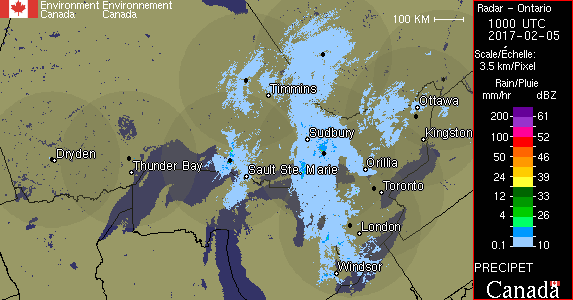 Environment Environnement
Canada Canada
100 KM
Timmins
Ottawa
Sudbury
Kingston
Dryden
Thunder Bay
Sault Ste. Marie
Orillia
Toronto
London
Windsor
Radar - Ontario
1000 UTC
2017-02-05
Scale/Échelle:
3.5 km/Pixel
Rain/Pluie
mm/hr dBZ
200 61
100 52
50 46
24 39
12 33
4 26
0.1 10
PRECIPET
Canada